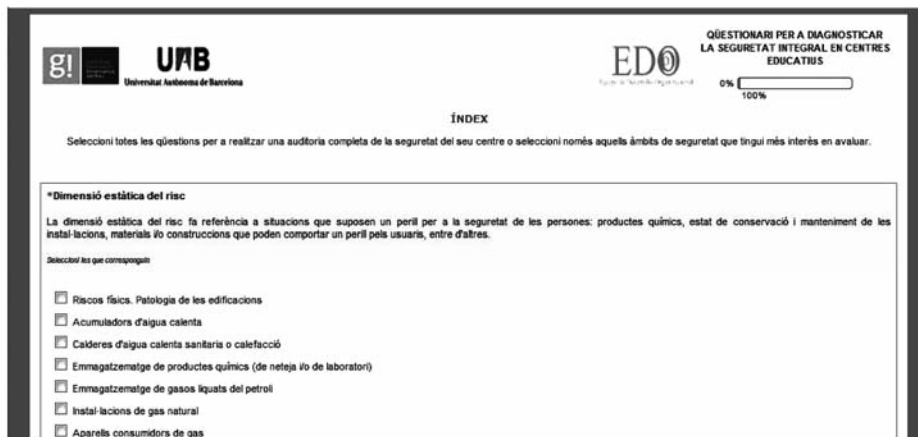 g!
UAB
Universitat Autònoma de Barcelona
EDO
QÜESTIONARI PER A DIAGNOSTICAR
LA SEGURETAT INTEGRAL EN CENTRES
EDUCATIUS
0%
100%
ÍNDEX
Seleccioni totes les qüestions per a realitzar una auditoria completa de la seguretat del seu centre o seleccioni només aquells àmbits de seguretat que tingui més interès en avaluar.
*Dimensió estàtica del risc
La dimensió estàtica del risc fa referència a situacions que suposen un perill per a la seguretat de les persones: productes químics, estat de conservació i manteniment de les
instal·lacions, materials i/o construccions que poden comportar un perill pels usuaris, entre d'altres.
Seleccioni les que corresponguin
Riscos físics. Patologia de les edificacions
Acumuladors d'aigua calenta
Calderes d'aigua calenta sanitaria o calefacció
Emmagatzematge de productes químics (de neteja i/o de laboratori)
Emmagatzematge de gasos liquats del petroli
Instal·lacions de gas natural
Aparells consumidors de gas